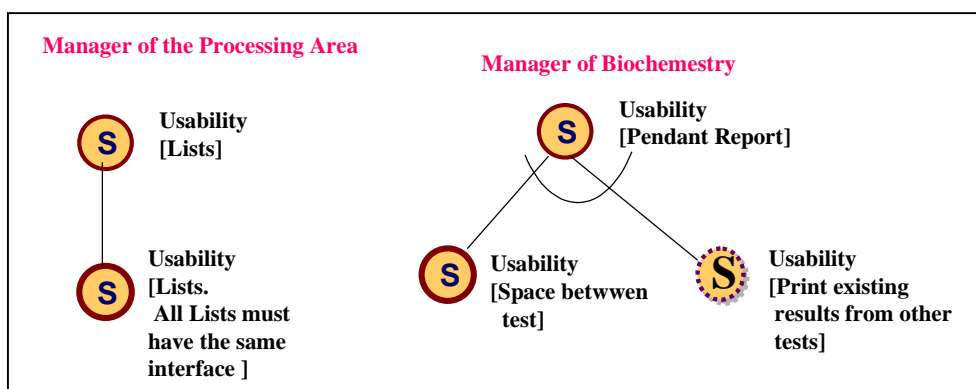 Manager of the Processing Area
S
Usability
[Lists]
S
Usability
[Lists.
All Lists must
have the same
interface ]
Manager of Biochemestry
S
Usability
[Pendant Report]
S
Usability
[Space betwwen
test]
S
Usability
[Print existing
results from other
tests]